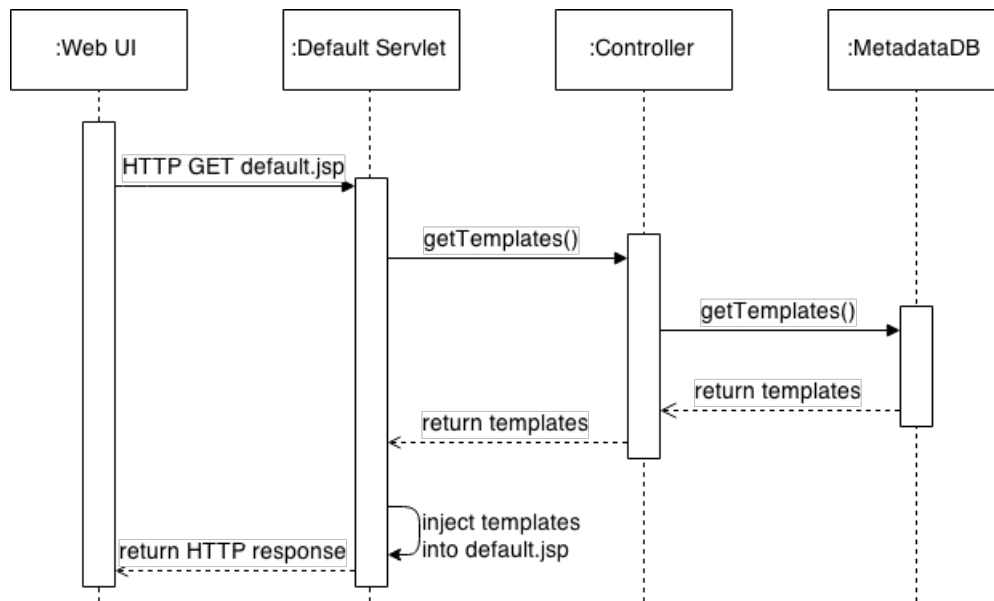 :Web UI
:Default Servlet
:Controller
:MetadataDB
HTTP GET default.jsp
getTemplates()
getTemplates()
return templates
return templates
inject templates
into default.jsp
return HTTP response